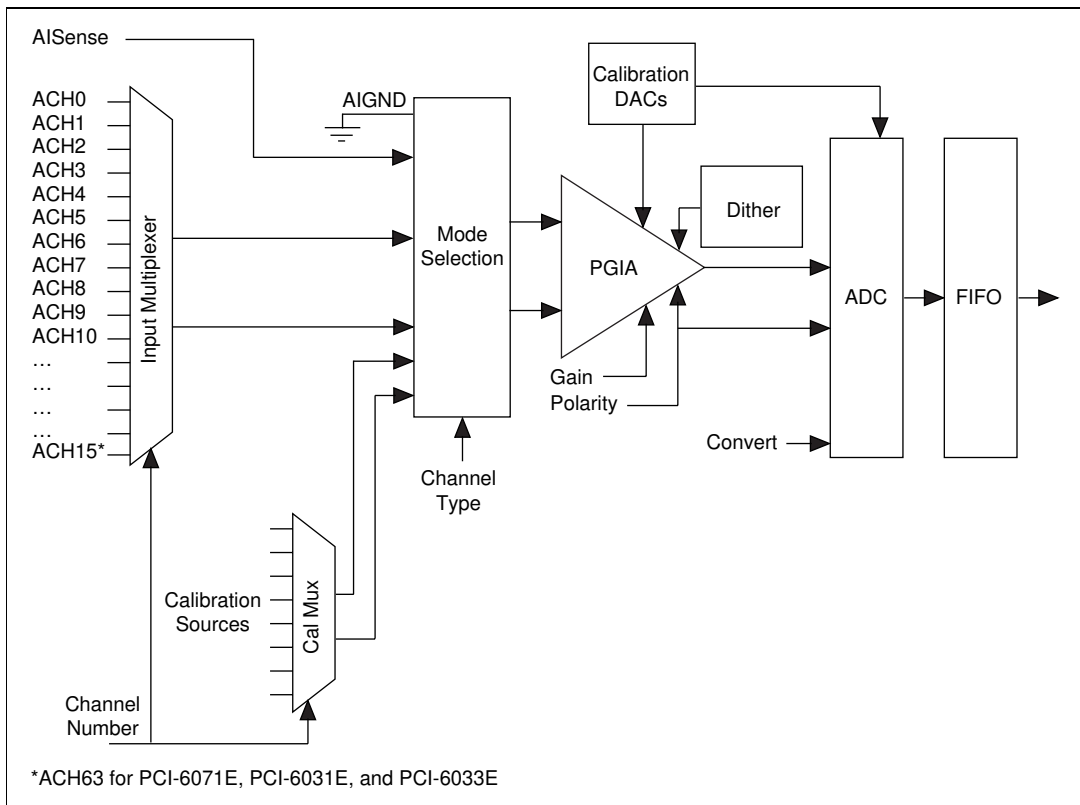 AISense
ACH0
ACH1
ACH2
ACH3
ACH4
ACH5
ACH6
ACH7
ACH8
ACH9
ACH10
…
…
…
…
ACH15*
Input Multiplexer
AIGND
Mode
Selection
Channel
Type
Calibration
DACs
Dither
PGIA
Gain
Polarity
Convert
ADC
FIFO
Calibration
Sources
Cal Mux
Channel
Number
*ACH63 for PCI-6071E, PCI-6031E, and PCI-6033E